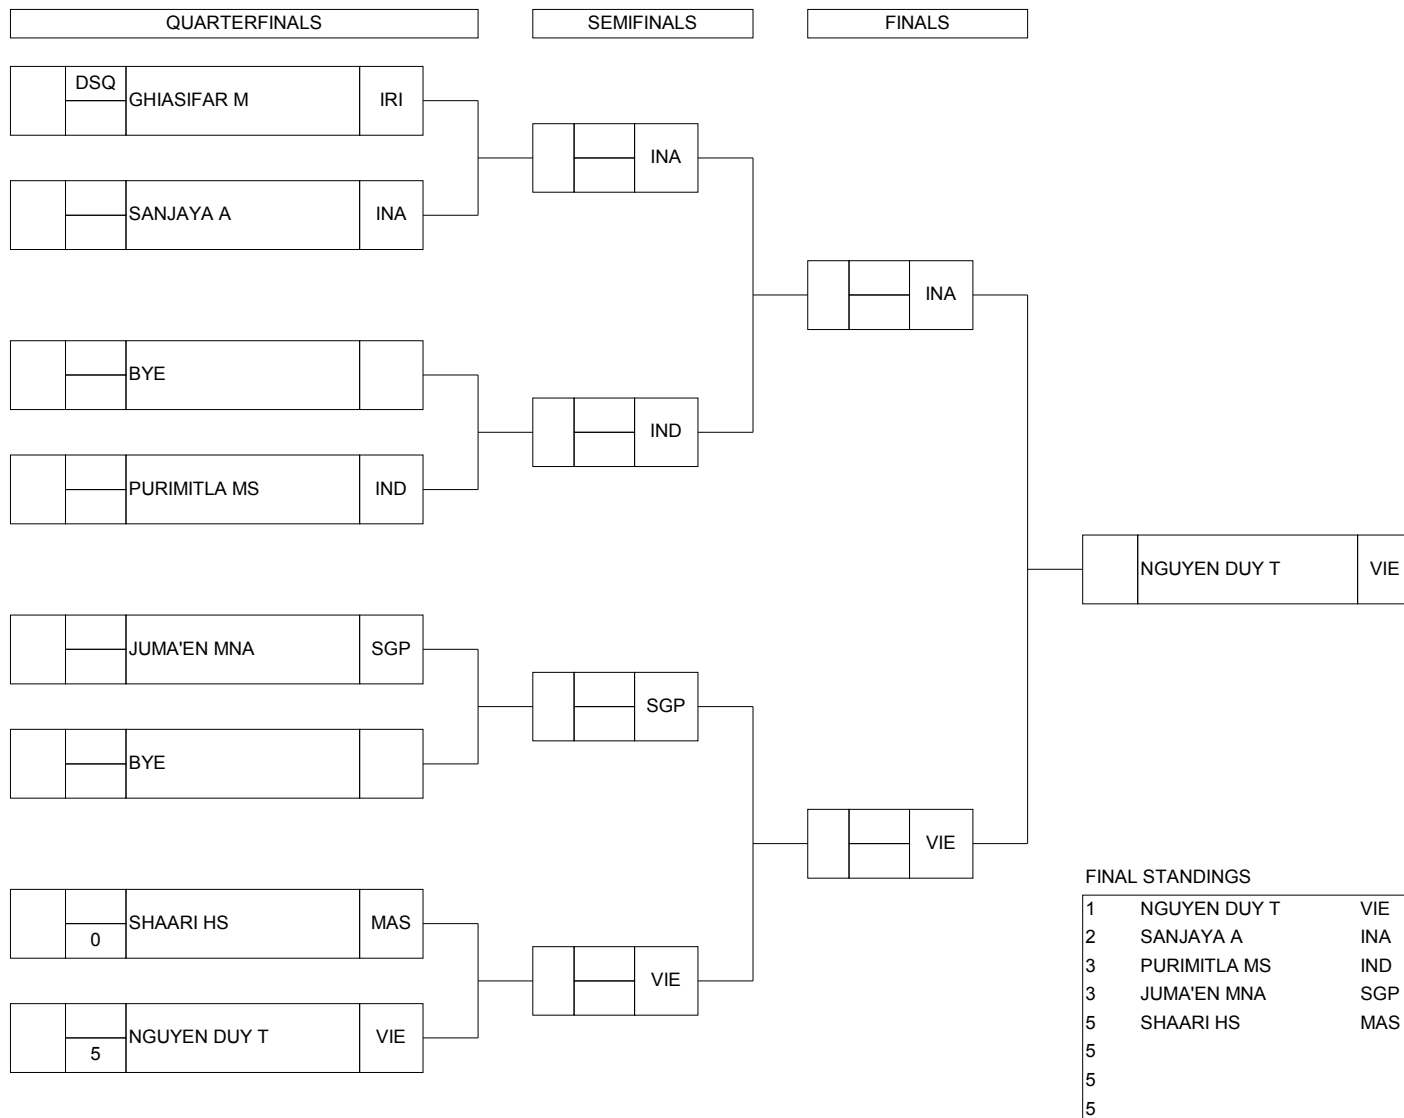 QUARTERFINALS SEMIFINALS FINALS
DSQ
GHIASIFAR M IRI
INA
SANJAYA A INA
INA
BYE
IND
PURIMITLA MS IND
NGUYEN DUY T VIE
JUMA'EN MNA SGP
SGP
BYE
VIE
SHAARI HS MAS
0
VIE
NGUYEN DUY T VIE
5
FINAL STANDINGS
1 NGUYEN DUY T VIE
2 SANJAYA A INA
3 PURIMITLA MS IND
3 JUMA'EN MNA SGP
5 SHAARI HS MAS
5
5
5